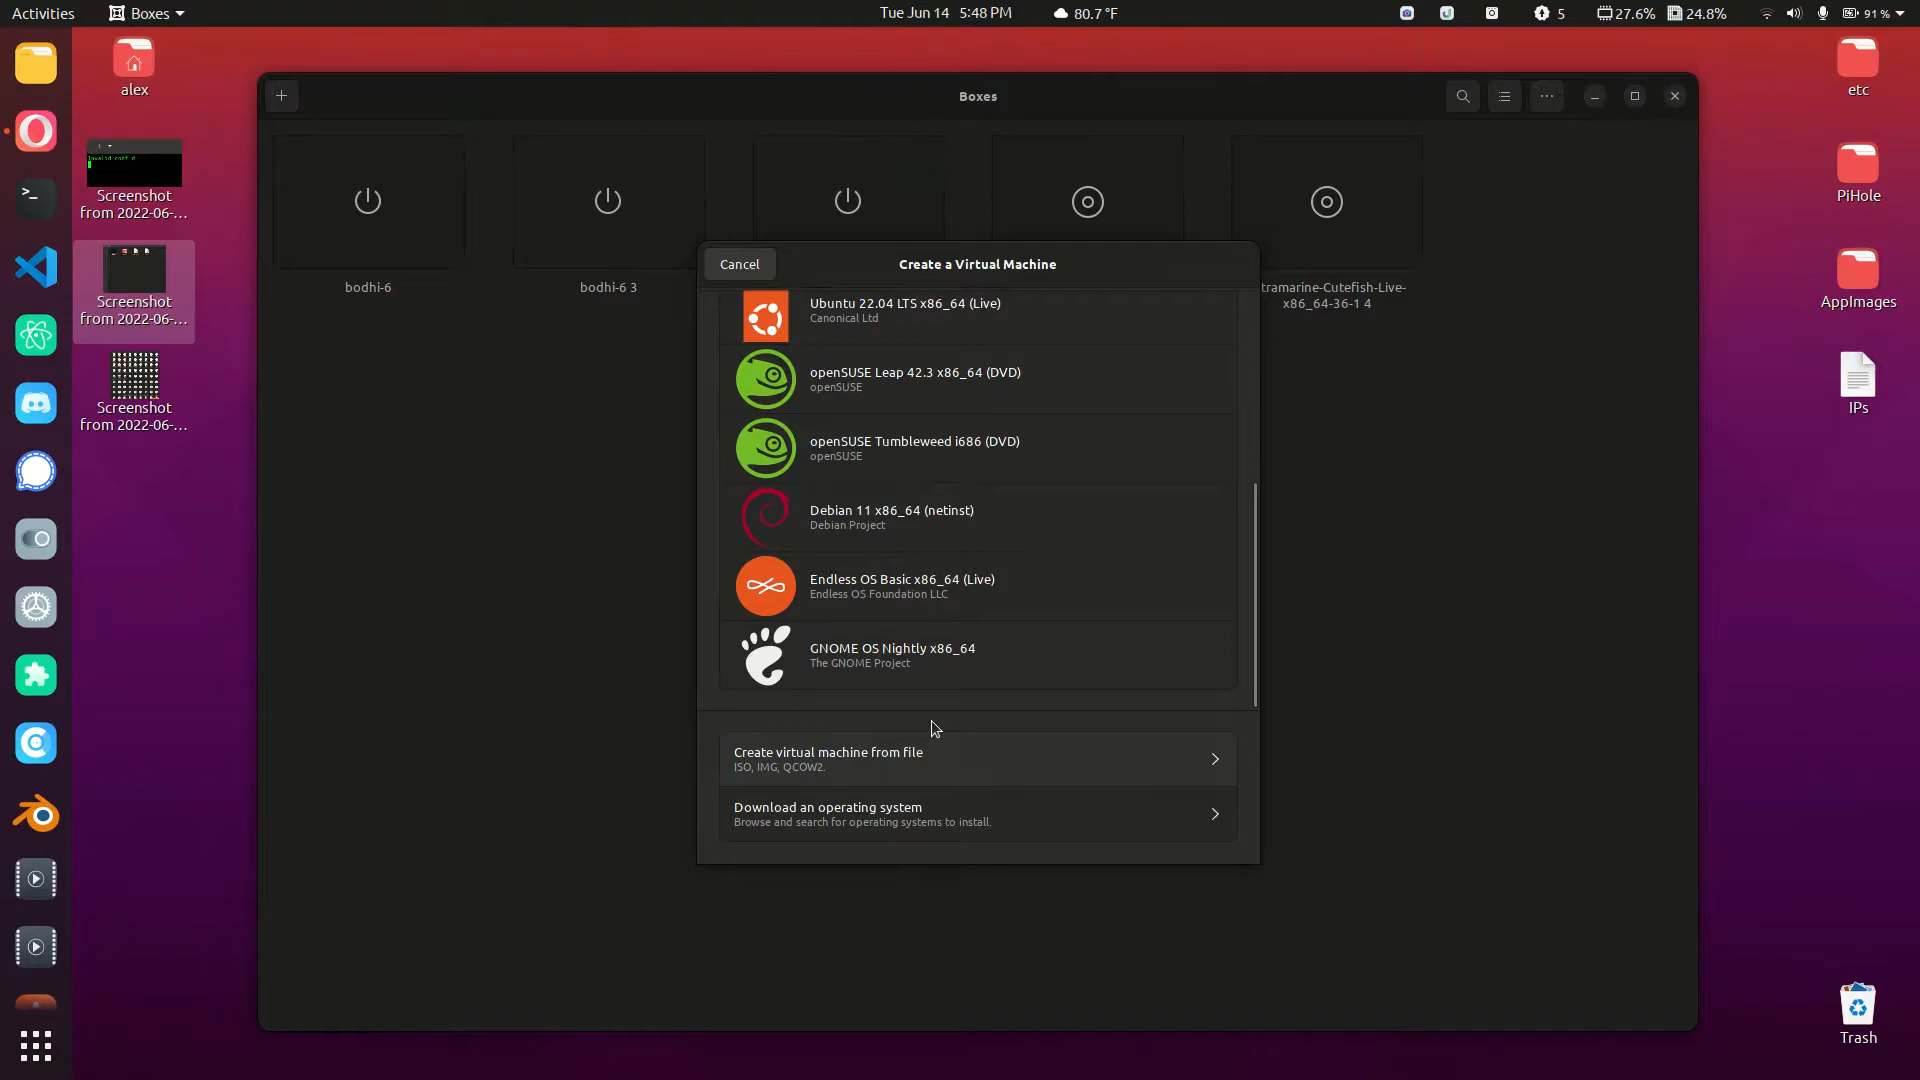 Activities
Boxes
Tue Jun 14 5:48 PM
80.7 °F
5
27.6%
24.8%
91 %
alex
Screenshot
from 2022-06-...
Screenshot
from 2022-06-...
Screenshot
from 2022-06-...
Boxes
bodhi-6
bodhi-6 3
tramarine-Cutefish-Live-
x86_64-36-1 4
Cancel
Create a Virtual Machine
Ubuntu 22.04 LTS x86_64 (Live)
Canonical Ltd
openSUSE Leap 42.3 x86_64 (DVD)
openSUSE
openSUSE Tumbleweed i686 (DVD)
openSUSE
Debian 11 x86_64 (netinst)
Debian Project
Endless OS Basic x86_64 (Live)
Endless OS Foundation LLC
GNOME OS Nightly x86_64
The GNOME Project
Create virtual machine from file
ISO, IMG, QCOW2.
Download an operating system
Browse and search for operating systems to install.
etc
PiHole
AppImages
IPs
Trash